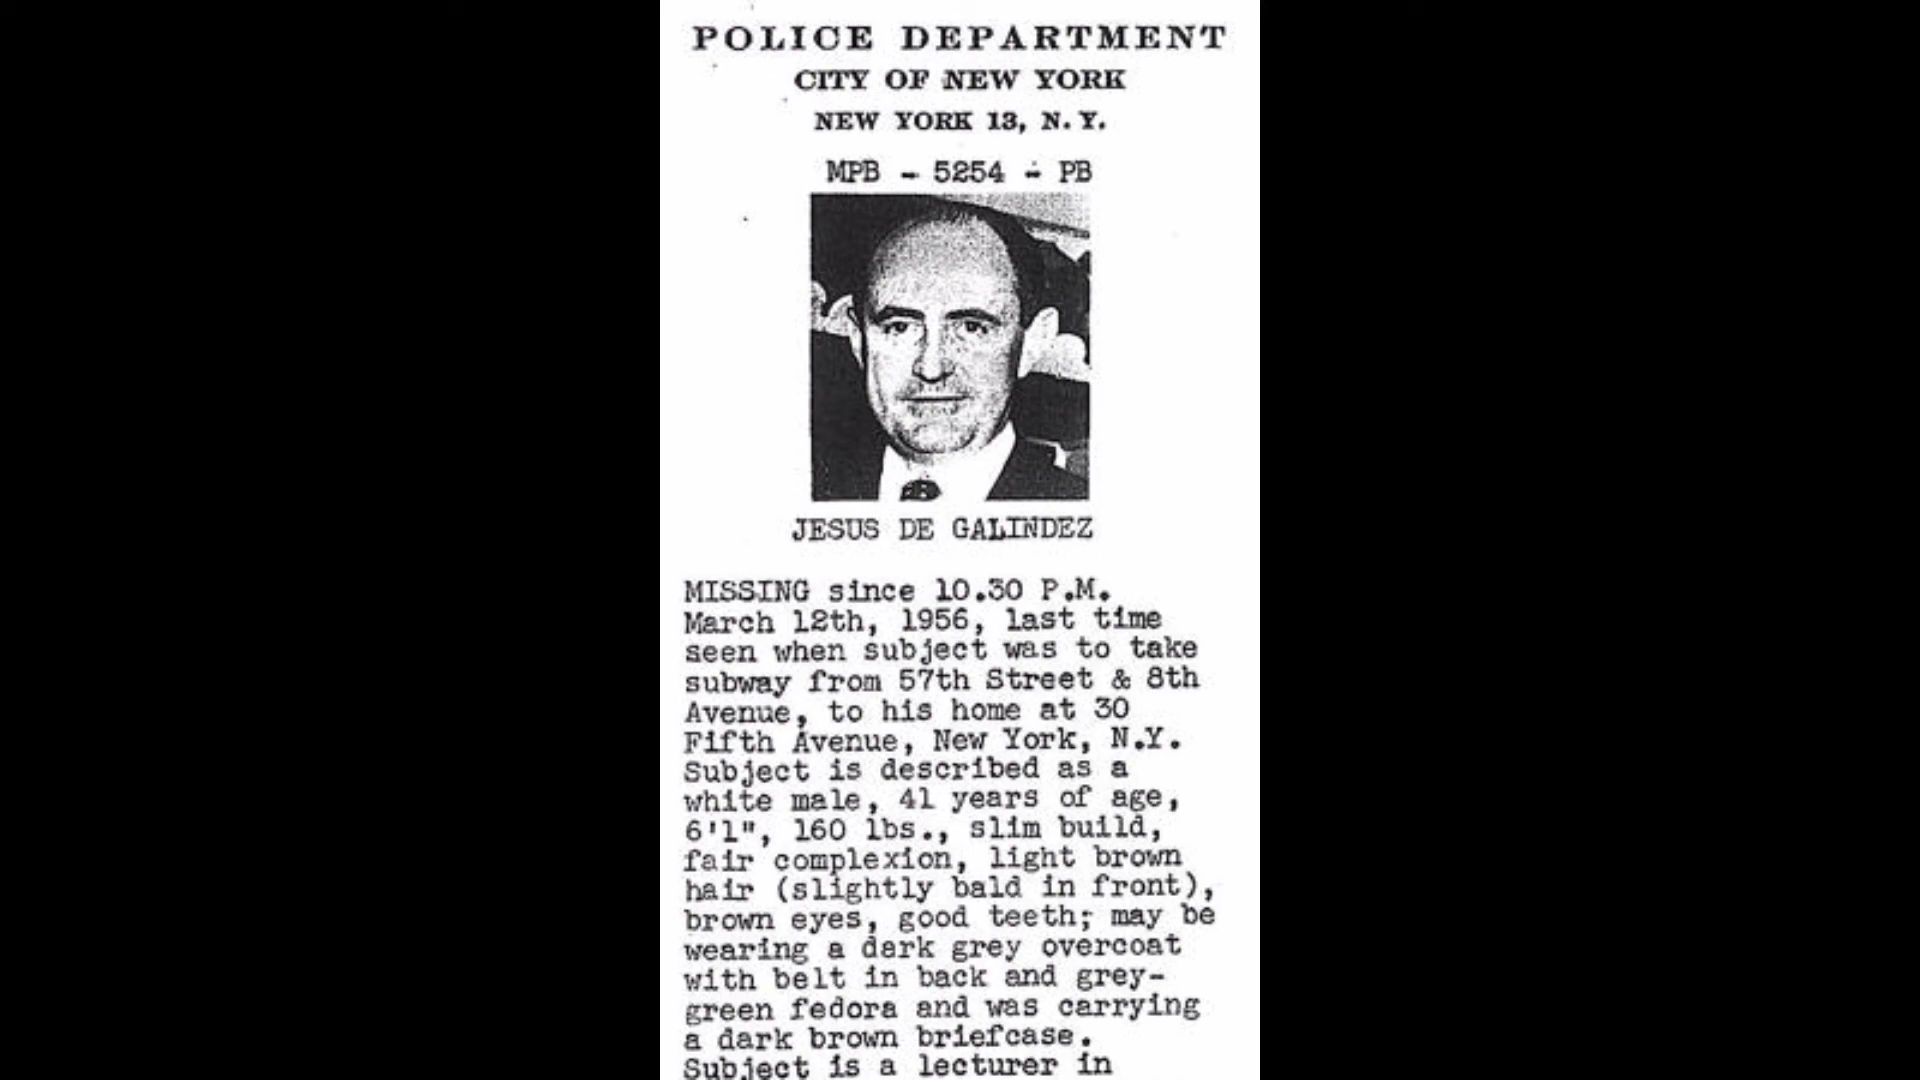 POLICE DEPARTMENT
CITY OF NEW YORK
NEW YORK 13, N.Y.
MPB - 5254 - PB
JESUS DE GALINDEZ
MISSING since 10.30 P.M.
March 12th, 1956, last time
seen when subject was to take
subway from 57th Street & 8th
Avenue, to his home at 30
Fifth Avenue, New York, N.Y.
Subject is described as a
white male, 41 years of age,
6'1", 160 lbs., slim build,
fair complexion, light brown
hair (slightly bald in front),
brown eyes, good teeth; may be
wearing a dark grey overcoat
with belt in back and grey-
green fedora and was carrying
a dark brown briefcase.
Subject is a lecturer in